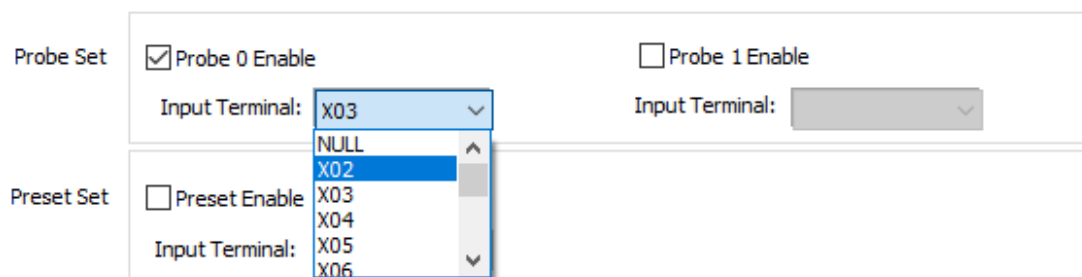 Probe Set
Probe 0 Enable
Probe 1 Enable
Input Terminal:
X03
Input Terminal:
NULL
X02
Preset Set
Preset Enable
X03
X04
Input Terminal:
X05
X06